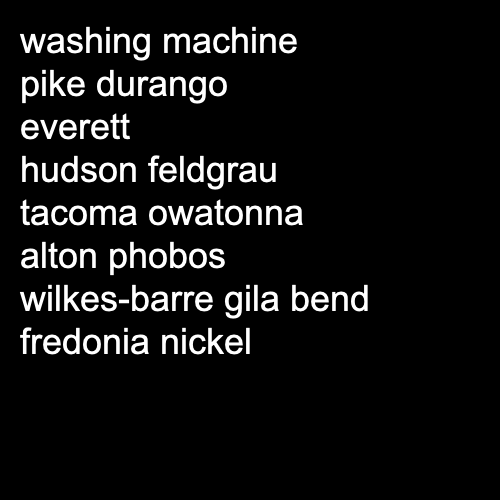 washing machine
pike durango
everett
hudson feldgrau
tacoma owatonna
alton phobos
wilkes-barre gila bend
fredonia nickel